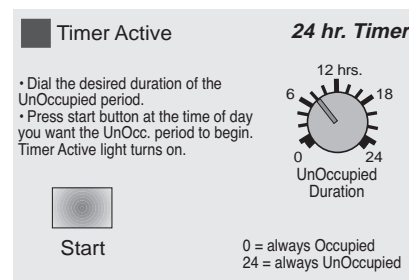 Timer Active
24 hr. Timer
• Dial the desired duration of the
UnOccupied period.
• Press start button at the time of day
you want the UnOcc. period to begin.
Timer Active light turns on.
12 hrs.
6
18
0
24
UnOccupied
Duration
Start
0 = always Occupied
24 = always UnOccupied